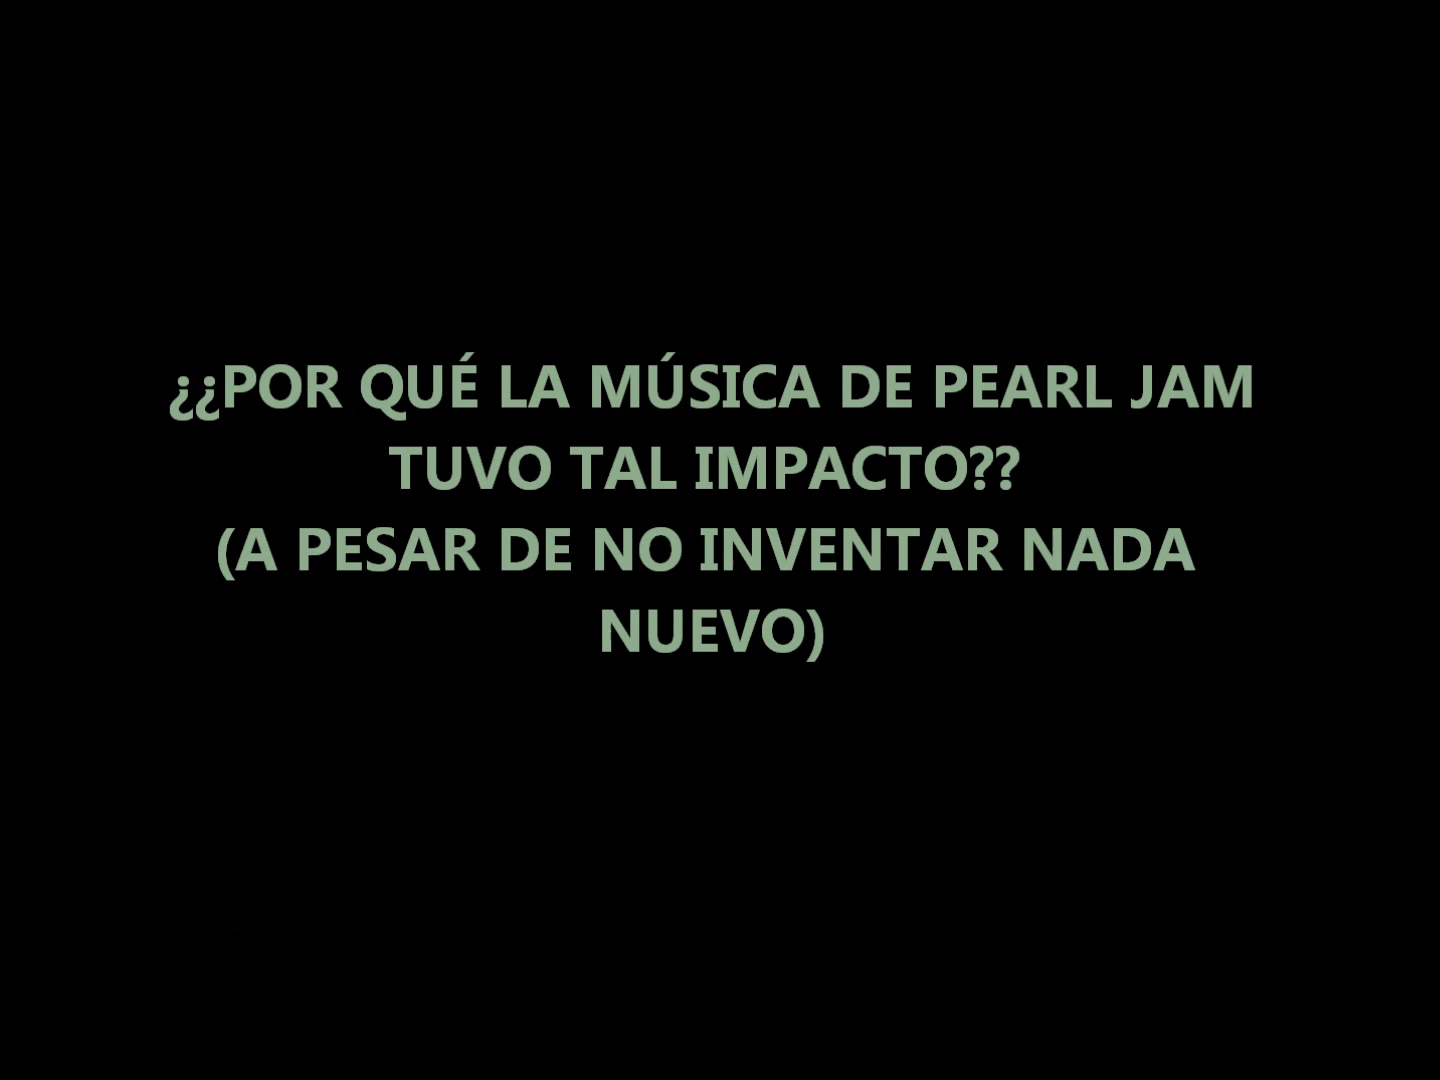 ¿¿POR QUÉ LA MÚSICA DE PEARL JAM
TUVO TAL IMPACTO??
(A PESAR DE NO INVENTAR NADA
NUEVO)